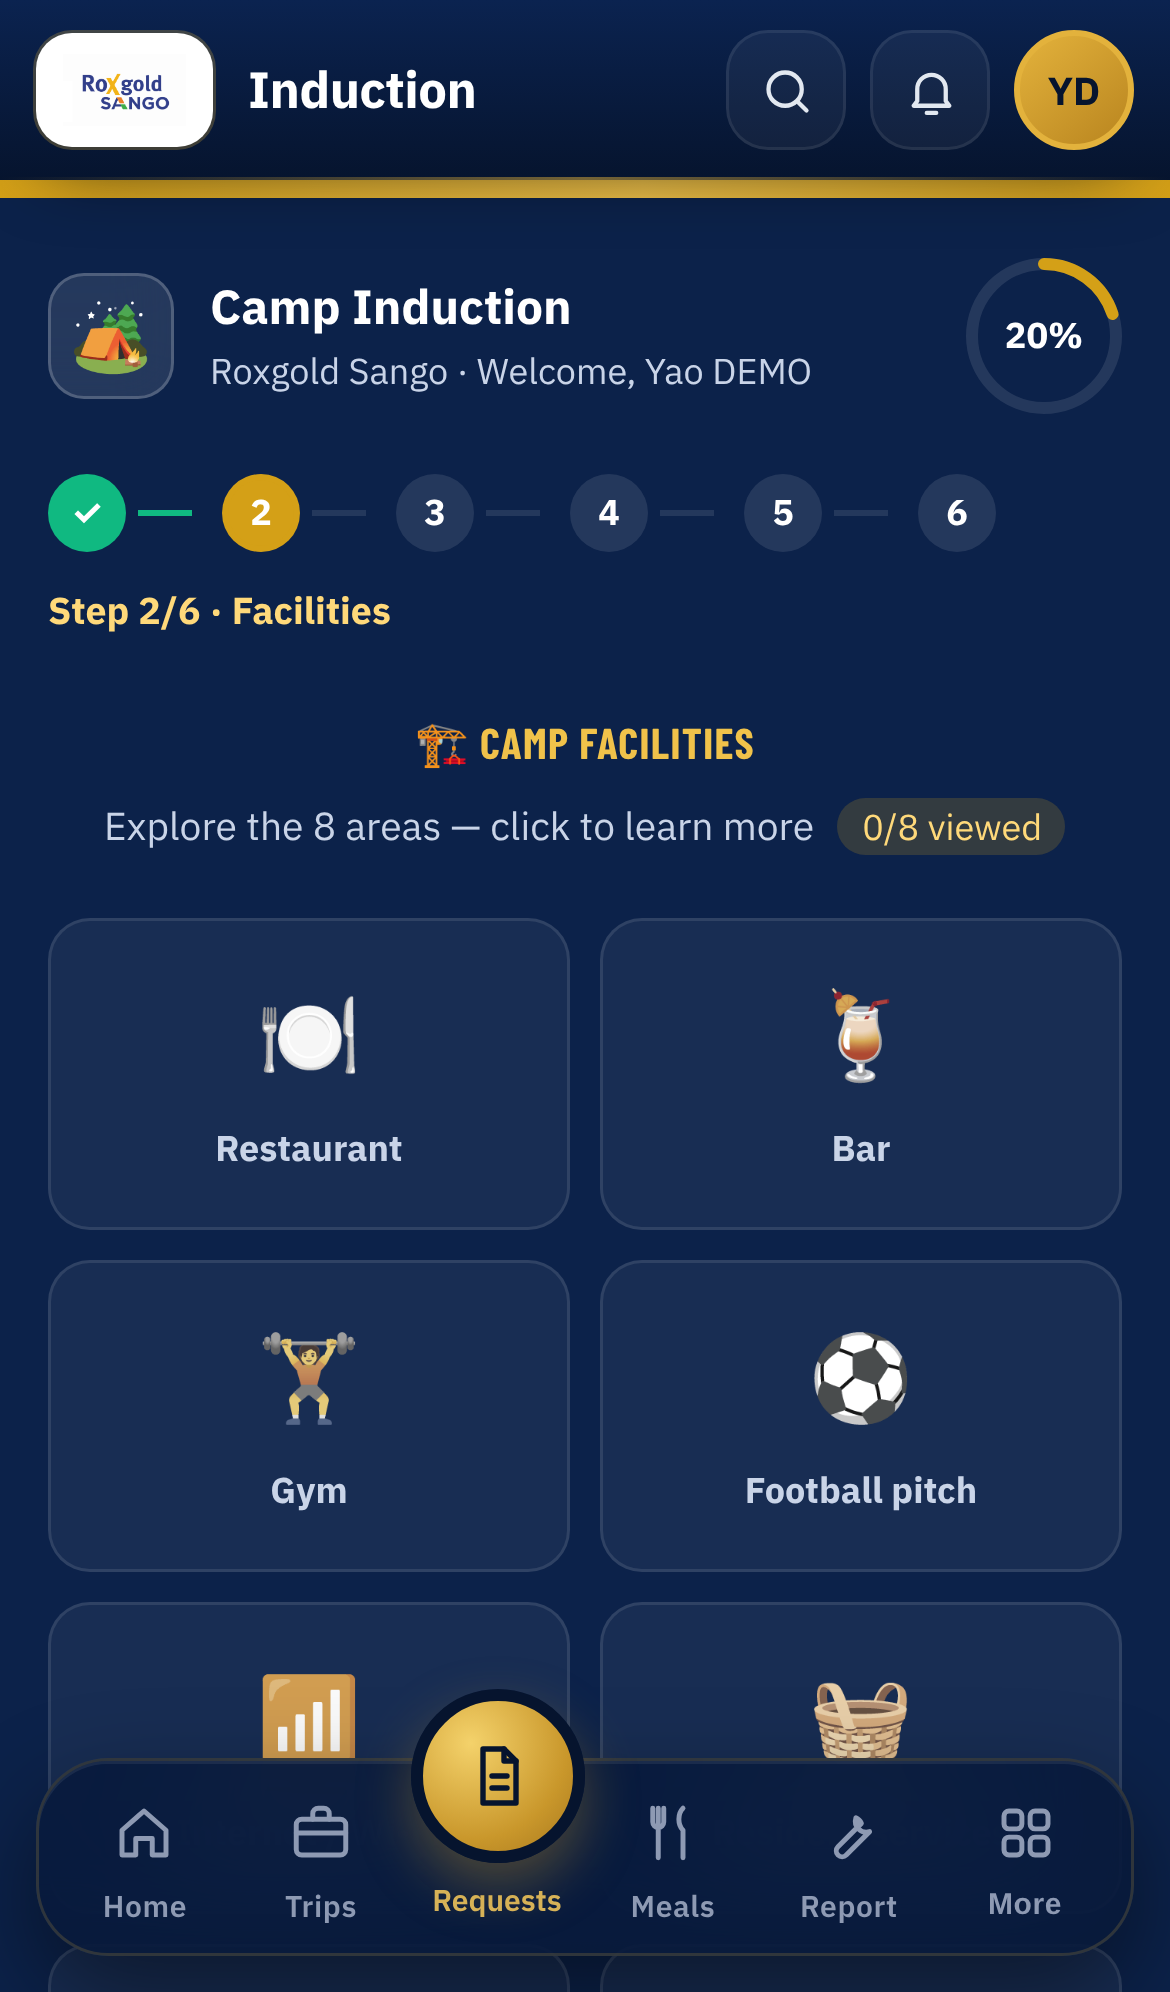 Roxgold
SANGO
Induction
YD
Camp Induction
Roxgold Sango · Welcome, Yao DEMO
20%
2
3
4
5
6
Step 2/6 · Facilities
CAMP FACILITIES
Explore the 8 areas — click to learn more
0/8 viewed
Restaurant
Bar
Gym
Football pitch
Home
Trips
Requests
Meals
Report
More